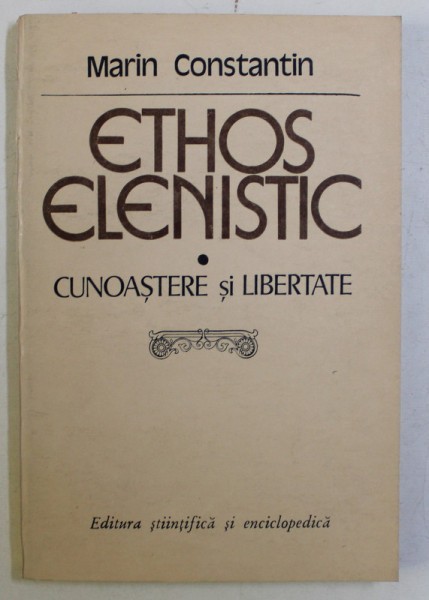 Marin Constantin
ETHOS
ELENISTIC
•
CUNOAȘTERE și LIBERTATE
Editura științifică și enciclopedică